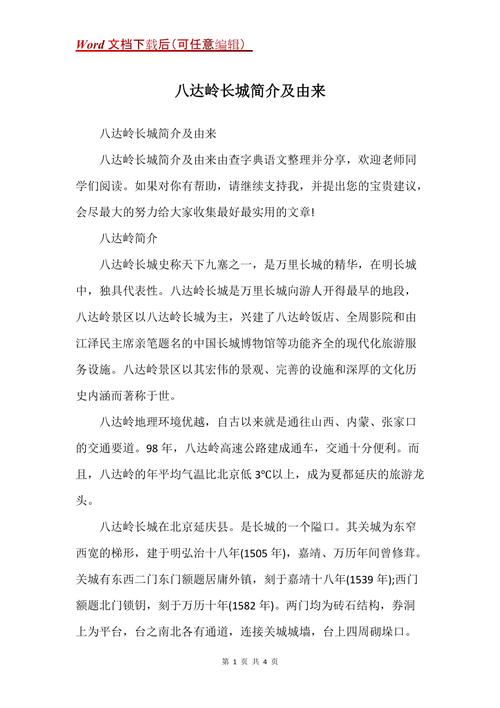 Word 文档下载后(可任意编辑)
八达岭长城简介及由来
八达岭长城简介及由来
八达岭长城简介及由来由查字典语文整理并分享，欢迎老师同
学们阅读。如果对你有帮助，请继续支持我，并提出您的宝贵建议，
会尽最大的努力给大家收集最好最实用的文章!
八达岭简介
八达岭长城史称天下九塞之一，是万里长城的精华，在明长城
中，独具代表性。八达岭长城是万里长城向游人开得最早的地段，
八达岭景区以八达岭长城为主，兴建了八达岭饭店、全周影院和由
江泽民主席亲笔题名的中国长城博物馆等功能齐全的现代化旅游服
务设施。八达岭景区以其宏伟的景观、完善的设施和深厚的文化历
史内涵而著称于世。
八达岭地理环境优越，自古以来就是通往山西、内蒙、张家口
的交通要道。98 年，八达岭高速公路建成通车，交通十分便利。而
且，八达岭的年平均气温比北京低 3℃以上，成为夏都延庆的旅游龙
头。
八达岭长城在北京延庆县。是长城的一个隘口。其关城为东窄
西宽的梯形，建于明弘治十八年(1505 年)，嘉靖、万历年间曾修茸。
关城有东西二门东门额题居庸外镇，刻于嘉靖十八年(1539 年);西门
额题北门锁钥，刻于万历十年(1582 年)。两门均为砖石结构，券洞
上为平台，台之南北各有通道，连接关城城墙，台上四周砌垛口。
第 1 页 共 4 页